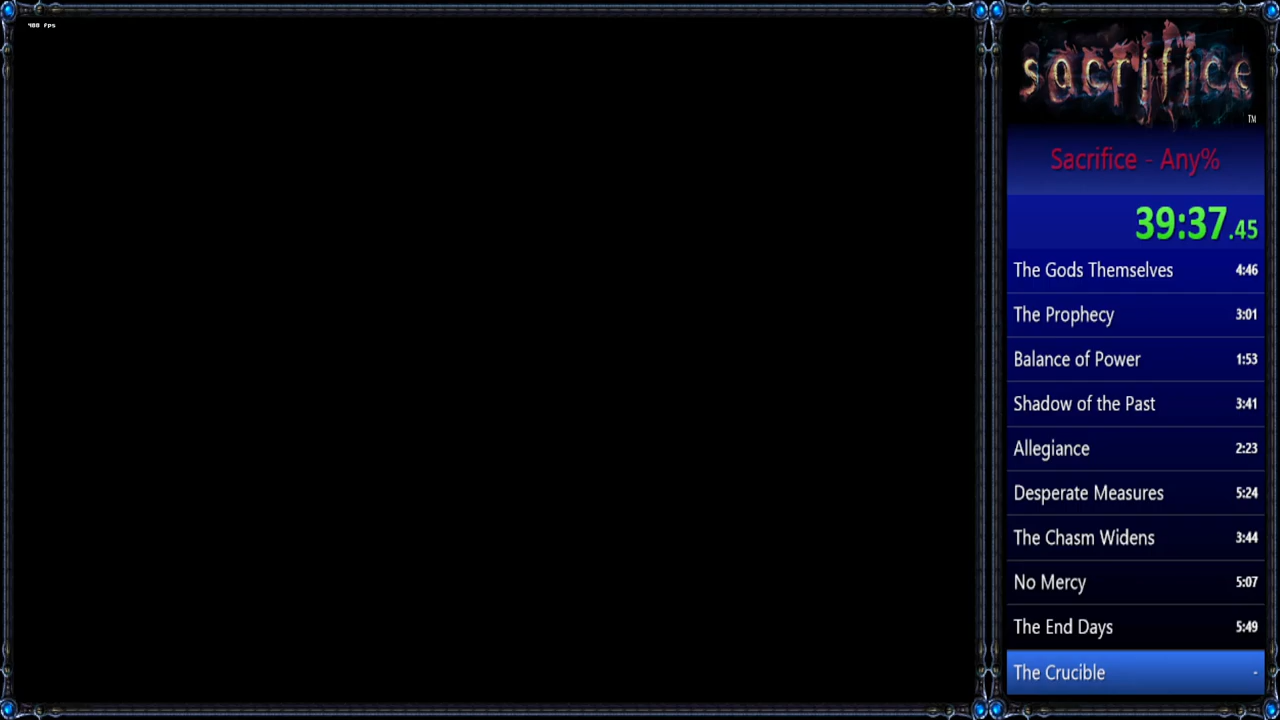 400 fps
sacrifice
TM
Sacrifice - Any%
39:37.45
The Gods Themselves 4:46
The Prophecy 3:01
Balance of Power 1:53
Shadow of the Past 3:41
Allegiance 2:23
Desperate Measures 5:24
The Chasm Widens 3:44
No Mercy 5:07
The End Days 5:49
The Crucible -